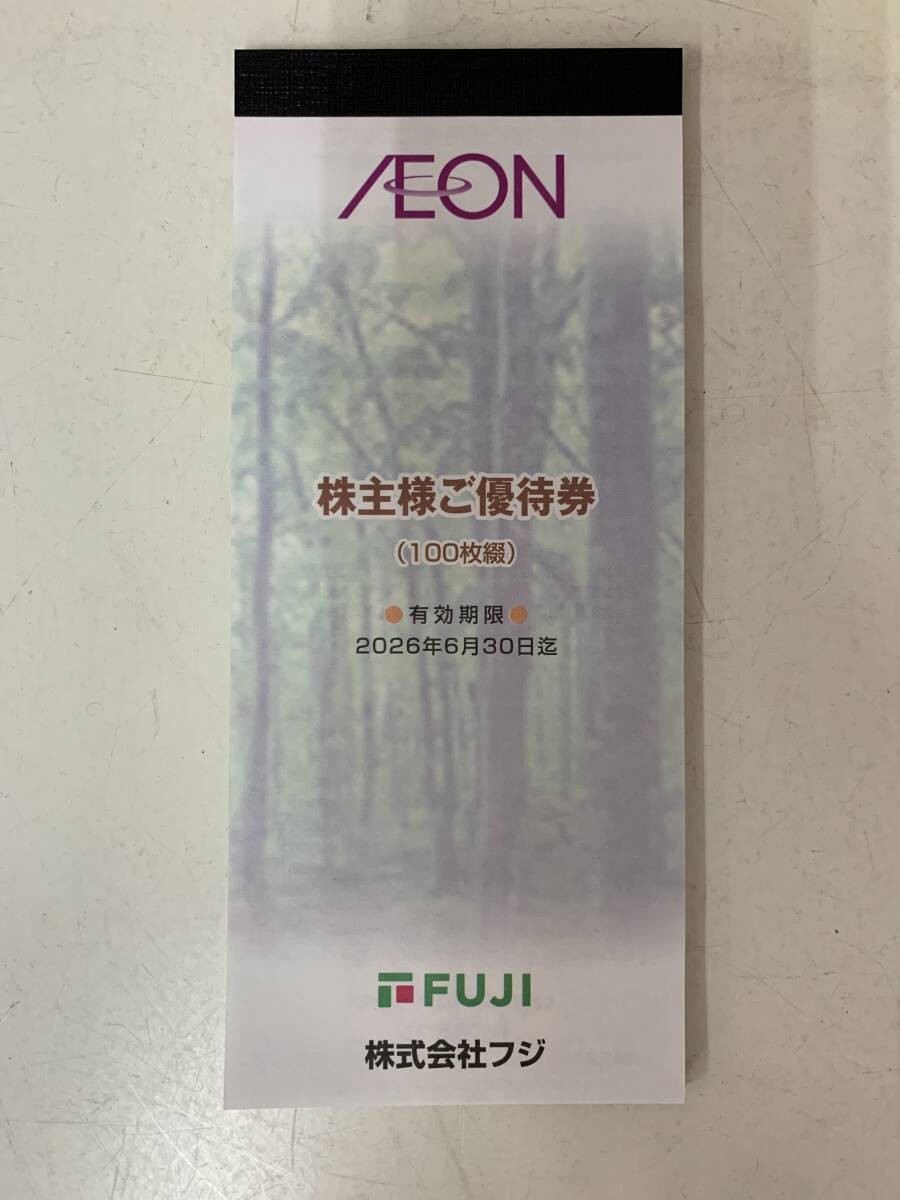 ÆON
株主様ご優待券
（100枚綴）
●有効期限●
2026年6月30日迄
FUJI
株式会社フジ